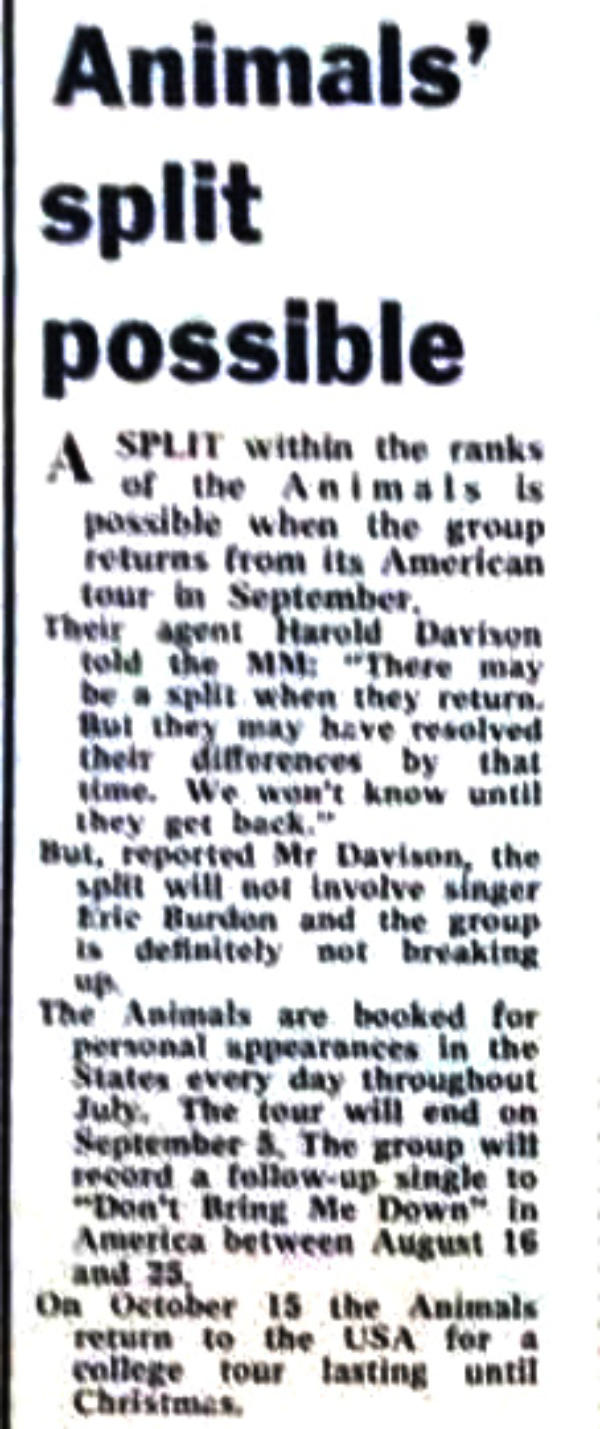 Animals'
split
possible
A SPLIT within the ranks
of the Animals is
possible when the group
returns from its American
tour in September.
Their agent Harold Davison
told the MM: "There may
be a split when they return.
But they may have resolved
their differences by that
time. We won't know until
they get back."
But, reported Mr Davison, the
split will not involve singer
Eric Burdon and the group
is definitely not breaking
up.
The Animals are booked for
personal appearances in the
States every day throughout
July. The tour will end on
September 5. The group will
record a follow-up single to
"Don't Bring Me Down" in
America between August 16
and 25.
On October 15 the Animals
return to the USA for a
college tour lasting until
Christmas.